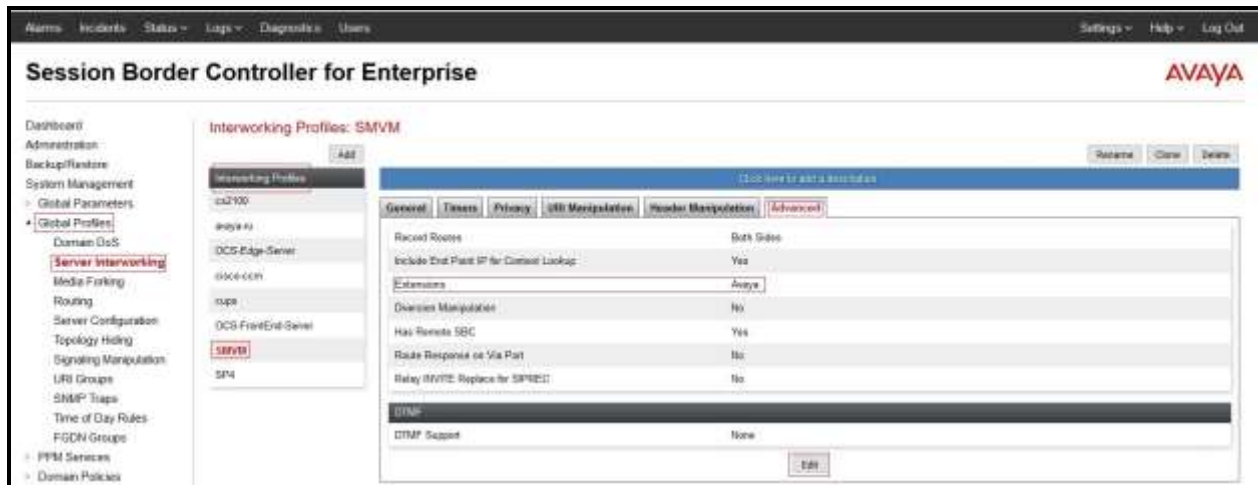 Alarms Incidents Status Logs Diagnostics Users Settings Help Log Out
Session Border Controller for Enterprise
AVAYA
Dashboard
Administration
Backup/Restore
System Management
Global Parameters
Global Profiles
Domain DoS
Server Interworking
Media Forking
Routing
Server Configuration
Topology Hiding
Signaling Manipulation
URI Groups
SNMP Traps
Time of Day Rules
FGDN Groups
PPM Services
Domain Policies
Interworking Profiles: SMVM
Add
Rename Clone Delete
Interworking Profiles
cs2100
avaya-ru
OCS-Edge-Server
cisco-ccm
cups
OCS-FrontEnd-Server
SMVM
SP4
Click here to add a description
General Timers Privacy URI Manipulation Header Manipulation Advanced
Record Routes Both Sides
Include End Point IP for Context Lookup Yes
Extensions Avaya
Diversion Manipulation No
Has Remote SBC Yes
Route Response on Via Port No
Relay INVITE Replace for SIPREC No
DTMF
DTMF Support None
Edit